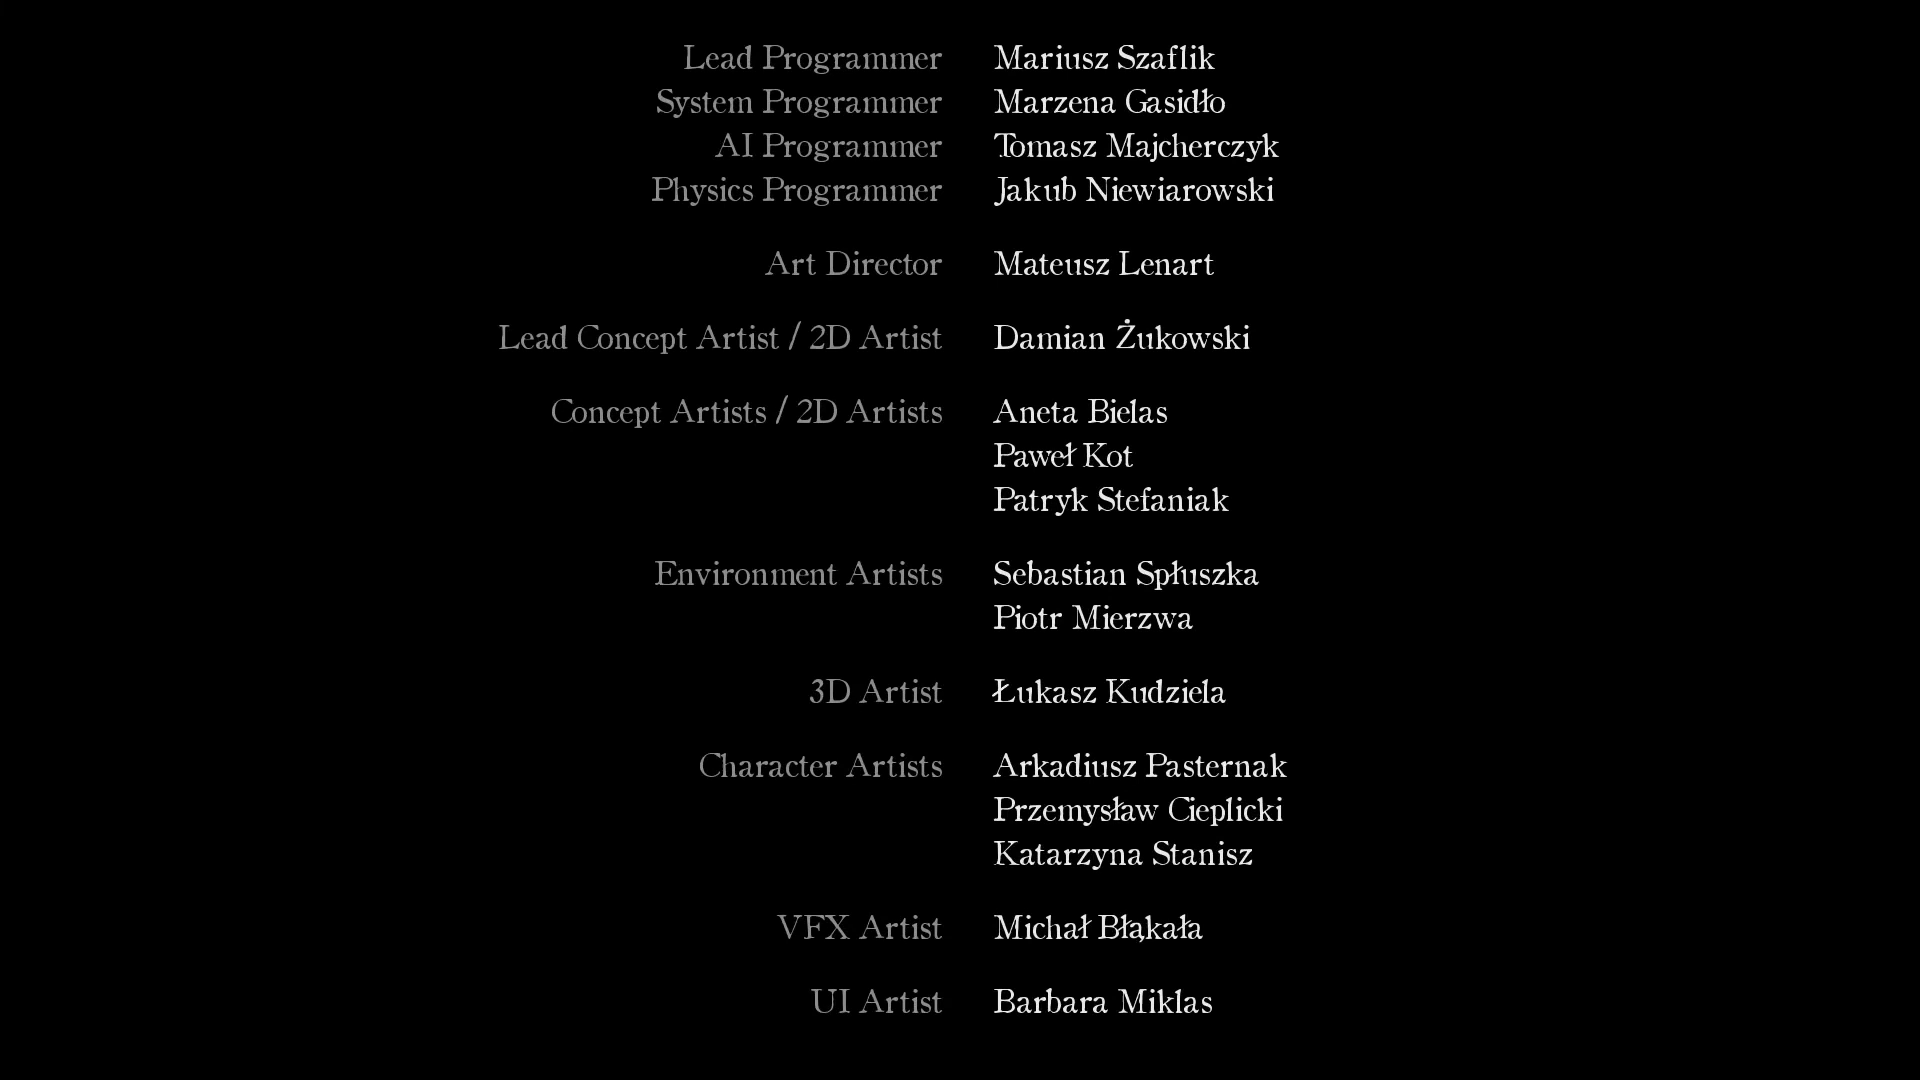 Lead Programmer Mariusz Szaflik
System Programmer Marzena Gasidło
AI Programmer Tomasz Majcherczyk
Physics Programmer Jakub Niewiarowski
Art Director Mateusz Lenart
Lead Concept Artist / 2D Artist Damian Żukowski
Concept Artists / 2D Artists Aneta Bielas
Paweł Kot
Patryk Stefaniak
Environment Artists Sebastian Spłuszka
Piotr Mierzwa
3D Artist Łukasz Kudziela
Character Artists Arkadiusz Pasternak
Przemysław Cieplicki
Katarzyna Stanisz
VFX Artist Michał Błąkała
UI Artist Barbara Miklas